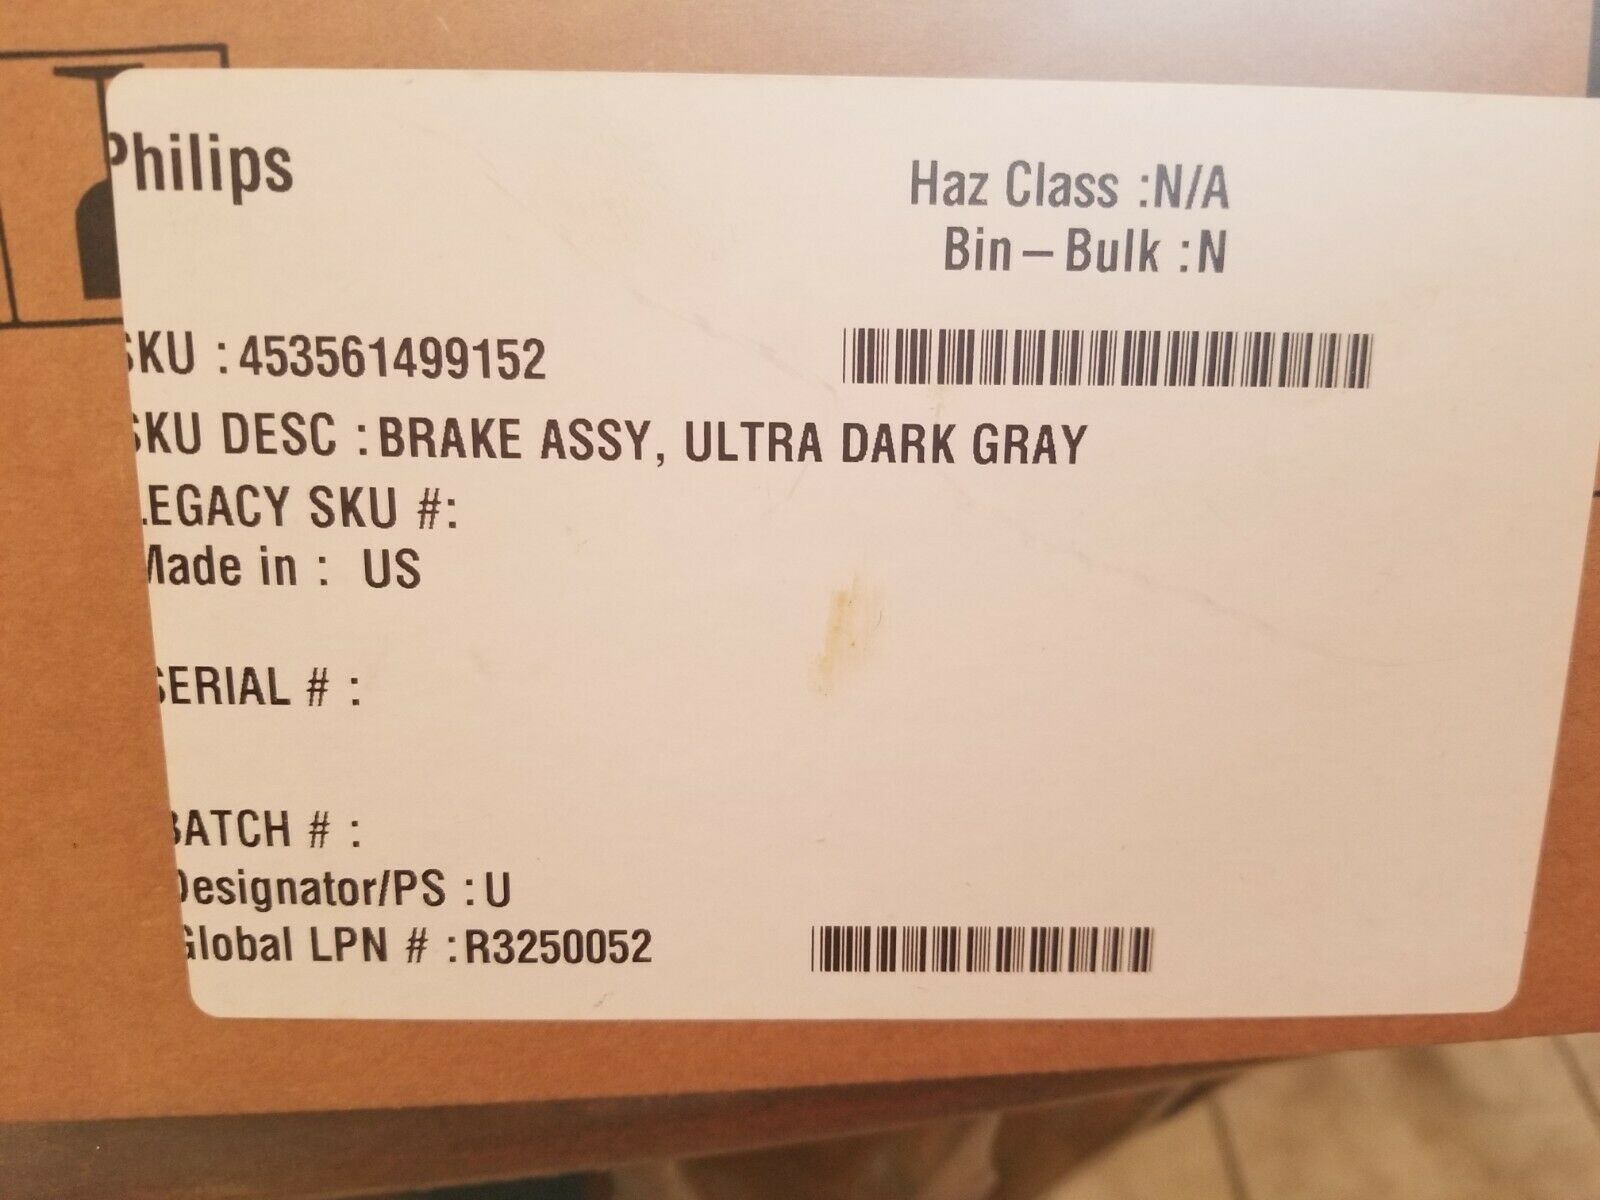 Philips
Haz Class :N/A
Bin – Bulk :N
SKU :453561499152
SKU DESC :BRAKE ASSY, ULTRA DARK GRAY
LEGACY SKU #:
Made in : US
SERIAL # :
BATCH # :
Designator/PS :U
Global LPN # :R3250052